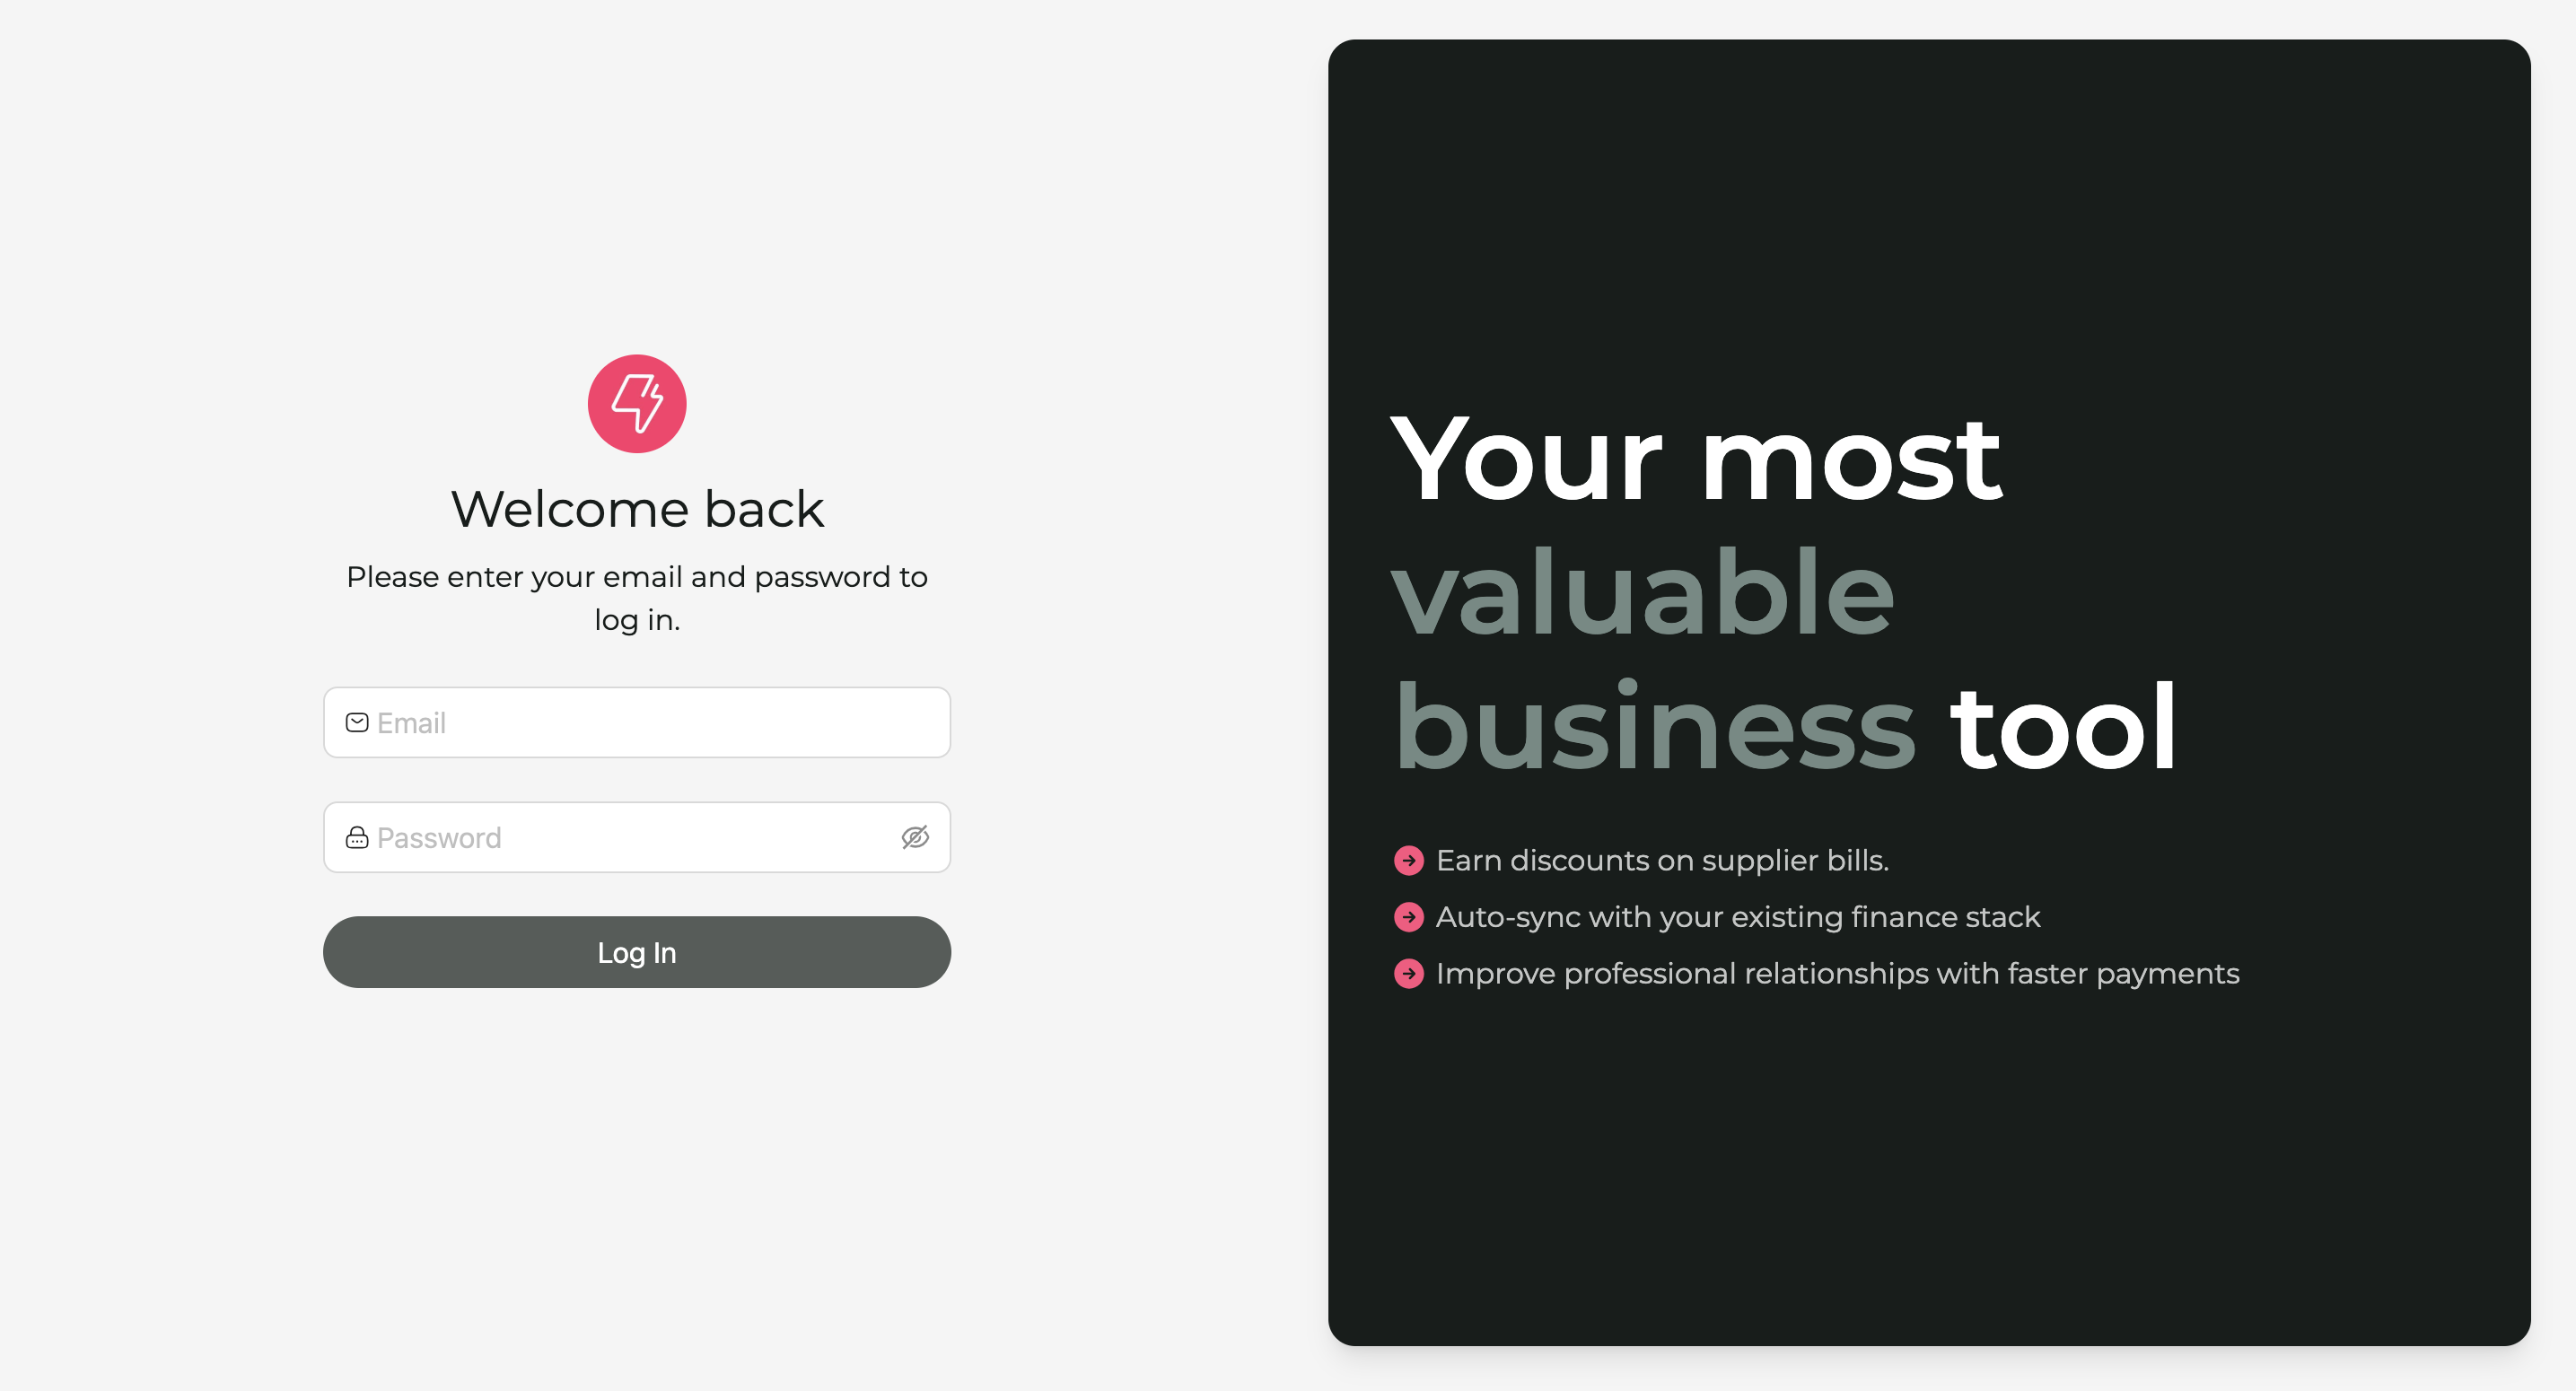 Welcome back
Please enter your email and password to
log in.
Email
Password
Log In
Your most
valuable
business tool
Earn discounts on supplier bills.
Auto-sync with your existing finance stack
Improve professional relationships with faster payments